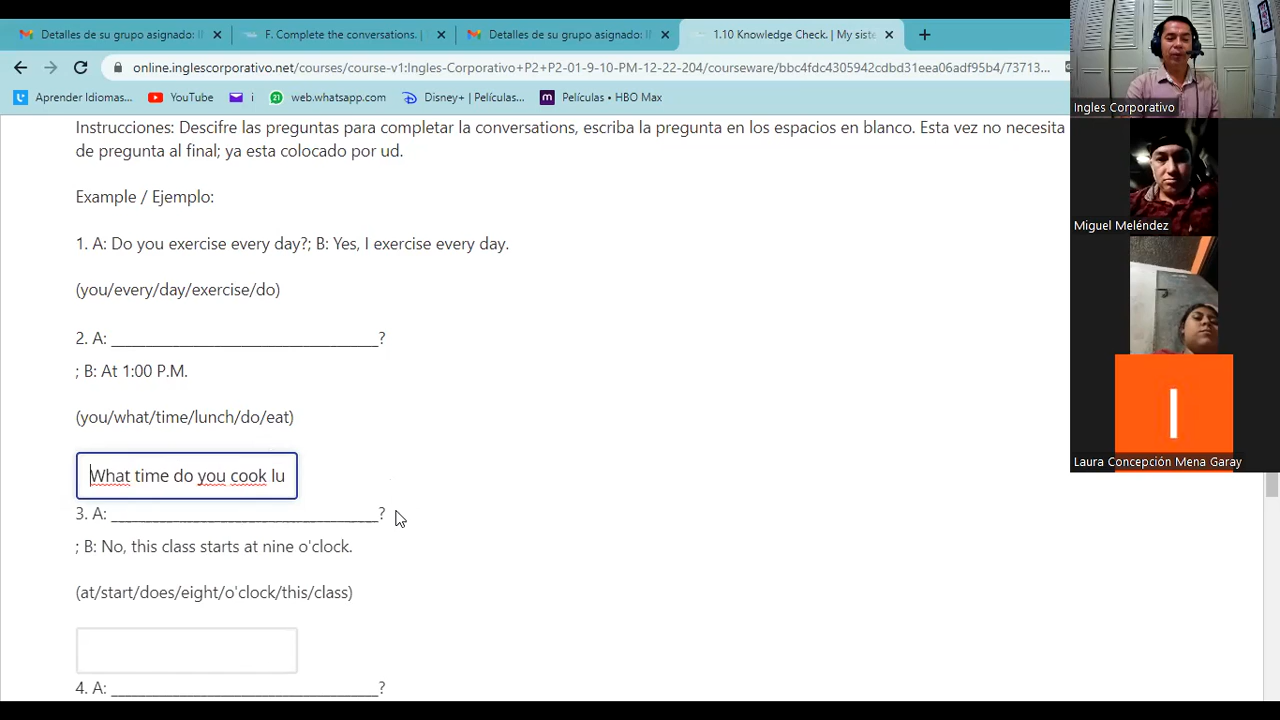 Detalles de su grupo asignado: I
F. Complete the conversations. |
Detalles de su grupo asignado: I
1.10 Knowledge Check. | My siste
online.inglescorporativo.net/courses/course-v1:Ingles-Corporativo+P2+P2-01-9-10-PM-12-22-204/courseware/bbc4fdc4305942cdbd31eea06adf95b4/73713...
Aprender Idiomas...
YouTube
i
web.whatsapp.com
Disney+ | Películas...
Películas • HBO Max
Instrucciones: Descifre las preguntas para completar la conversations, escriba la pregunta en los espacios en blanco. Esta vez no necesita
de pregunta al final; ya esta colocado por ud.
Example / Ejemplo:
1. A: Do you exercise every day?; B: Yes, I exercise every day.
(you/every/day/exercise/do)
2. A: ________________________________?
; B: At 1:00 P.M.
(you/what/time/lunch/do/eat)
What time do you cook lu
3. A: ________________________________?
; B: No, this class starts at nine o'clock.
(at/start/does/eight/o'clock/this/class)
4. A: ________________________________?
Ingles Corporativo
Miguel Meléndez
I
Laura Concepción Mena Garay